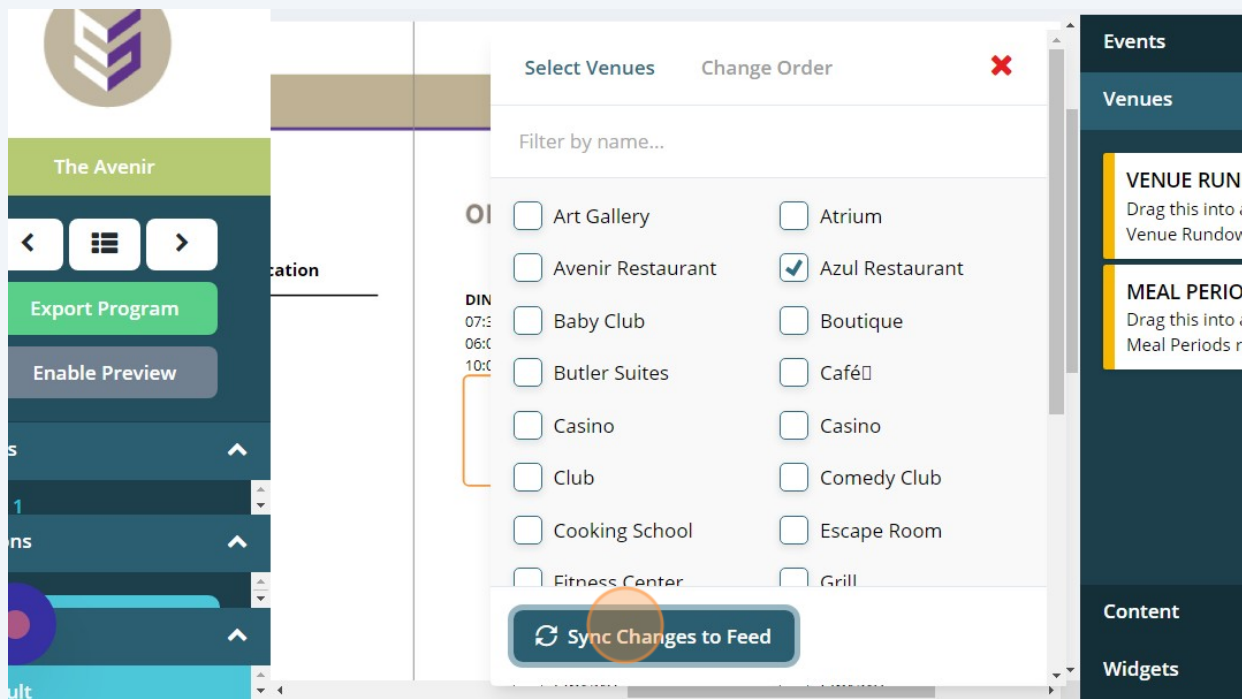 The Avenir
Export Program
Enable Preview
1
DIN
Select Venues
Change Order
Filter by name...
Art Gallery
Atrium
Avenir Restaurant
Azul Restaurant
Baby Club
Boutique
Butler Suites
Café
Casino
Casino
Club
Comedy Club
Cooking School
Escape Room
Fitness Center
Grill
Sync Changes to Feed
Events
Venues
VENUE RUN
Drag this into a
Venue Rundow
MEAL PERIO
Drag this into a
Meal Periods r
Content
Widgets